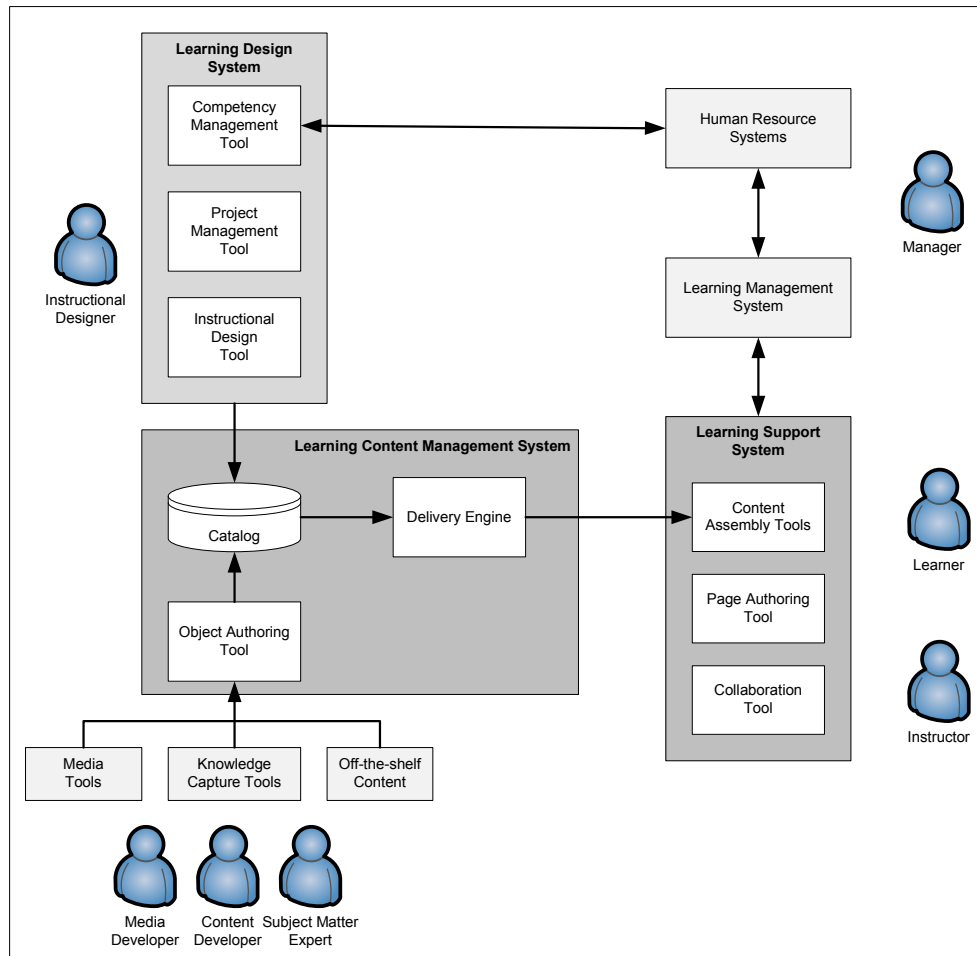 Learning Design
System
Competency
Management
Tool
Project
Management
Tool
Instructional
Design
Tool
Instructional
Designer
Human Resource
Systems
Manager
Learning Management
System
Learning Content Management System
Catalog
Delivery Engine
Object Authoring
Tool
Learning Support
System
Content
Assembly Tools
Page Authoring
Tool
Collaboration
Tool
Learner
Instructor
Media
Tools
Knowledge
Capture Tools
Off-the-shelf
Content
Media
Developer
Content
Developer
Subject Matter
Expert